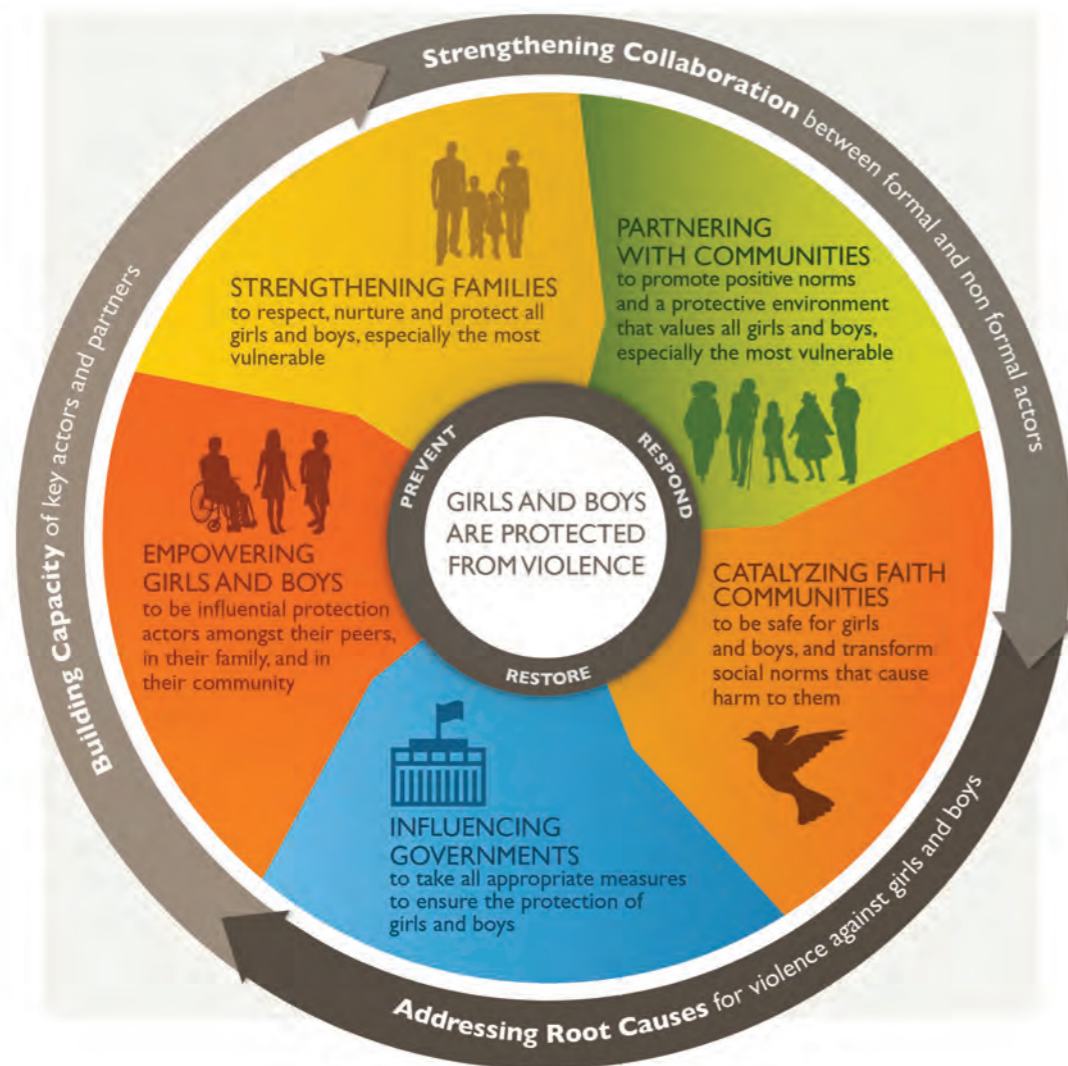 Strengthening Collaboration between formal and non formal actors
Building Capacity of key actors and partners
Addressing Root Causes for violence against girls and boys
STRENGTHENING FAMILIES
to respect, nurture and protect all
girls and boys, especially the most
vulnerable
PARTNERING
WITH COMMUNITIES
to promote positive norms
and a protective environment
that values all girls and boys,
especially the most vulnerable
EMPOWERING
GIRLS AND BOYS
to be influential protection
actors amongst their peers,
in their family, and in
their community
PREVENT
RESPOND
RESTORE
GIRLS AND BOYS
ARE PROTECTED
FROM VIOLENCE
CATALYZING FAITH
COMMUNITIES
to be safe for girls
and boys, and transform
social norms that cause
harm to them
INFLUENCING
GOVERNMENTS
to take all appropriate measures
to ensure the protection of
girls and boys